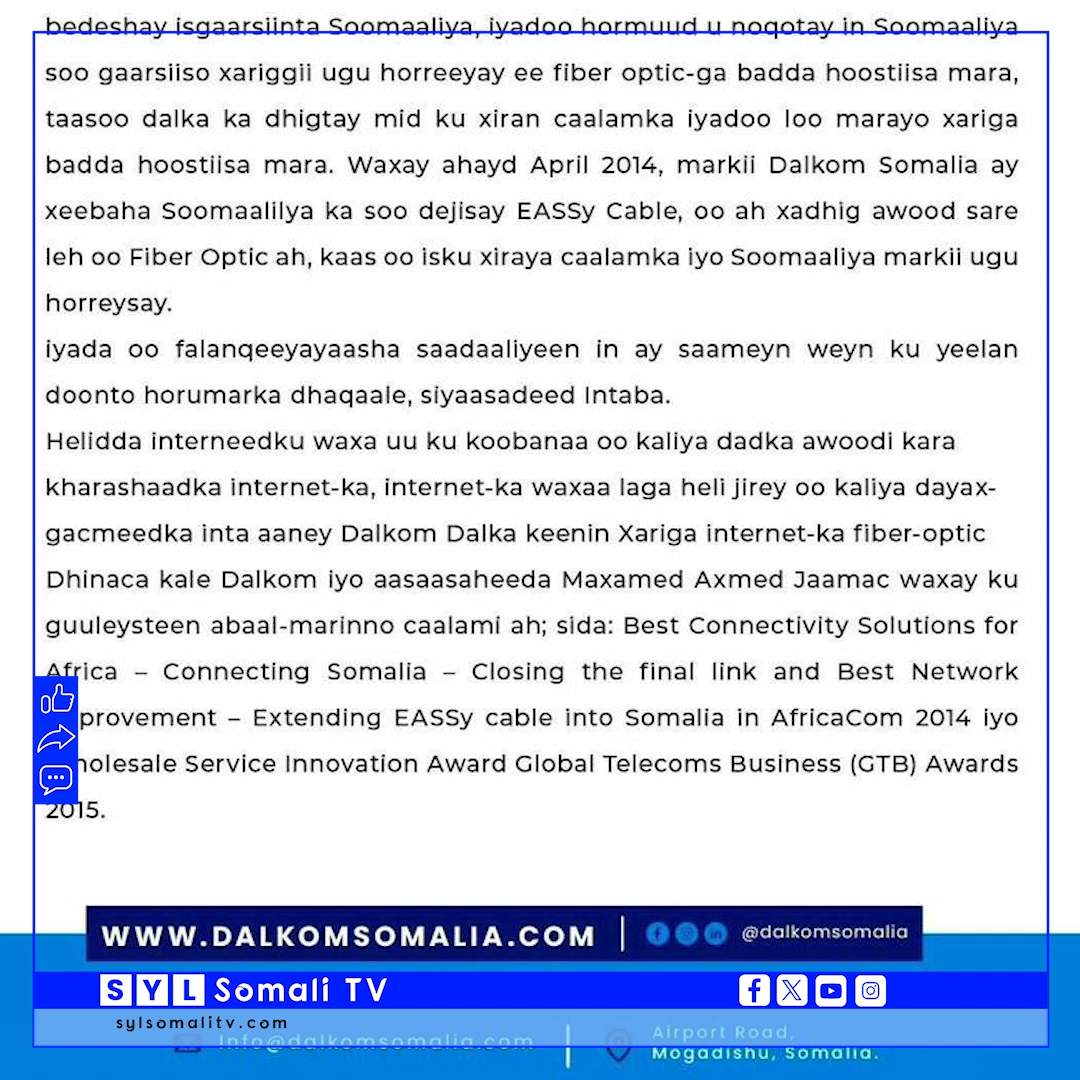 bedeshay isgaarsiinta Soomaaliya, iyadoo hormuud u noqotay in Soomaaliya
soo gaarsiiso xariggii ugu horreeyay ee fiber optic-ga badda hoostiisa mara,
taasoo dalka ka dhigtay mid ku xiran caalamka iyadoo loo marayo xariga
badda hoostiisa mara. Waxay ahayd April 2014, markii Dalkom Somalia ay
xeebaha Soomaalilya ka soo dejisay EASSy Cable, oo ah xadhig awood sare
leh oo Fiber Optic ah, kaas oo isku xiraya caalamka iyo Soomaaliya markii ugu
horreysay.
iyada oo falanqeeyayaasha saadaaliyeen in ay saameyn weyn ku yeelan
doonto horumarka dhaqaale, siyaasadeed Intaba.
Helidda interneedku waxa uu ku koobanaa oo kaliya dadka awoodi kara
kharashaadka internet-ka, internet-ka waxaa laga heli jirey oo kaliya dayax-
gacmeedka inta aaney Dalkom Dalka keenin Xariga internet-ka fiber-optic
Dhinaca kale Dalkom iyo aasaasaheeda Maxamed Axmed Jaamac waxay ku
guuleysteen abaal-marinno caalami ah; sida: Best Connectivity Solutions for
Africa – Connecting Somalia – Closing the final link and Best Network
provement – Extending EASSy cable into Somalia in AfricaCom 2014 iyo
holesale Service Innovation Award Global Telecoms Business (GTB) Awards
2015.
WWW.DALKOMSOMALIA.COM | @dalkomsomalia
SYL Somali TV
sylsomalitv.com
Info@dalkomsomalia.com
Airport Road,
Mogadishu, Somalia.